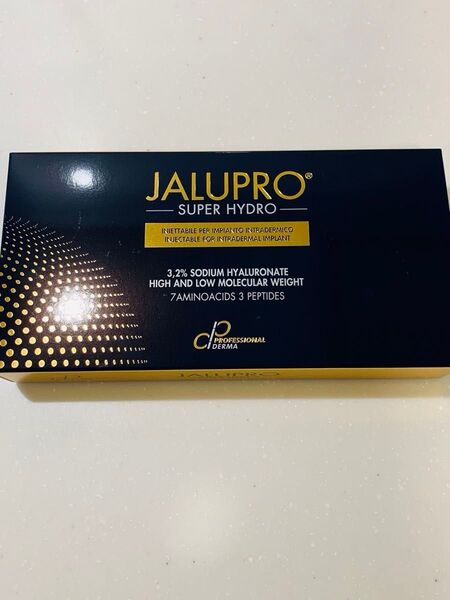 JALUPRO®
SUPER HYDRO
INIETTABILE PER IMPIANTO INTRADERMICO
INJECTABLE FOR INTRADERMAL IMPLANT
3,2% SODIUM HYALURONATE
HIGH AND LOW MOLECULAR WEIGHT
7AMINOACIDS 3 PEPTIDES
dp PROFESSIONAL
DERMA
JALUPRO